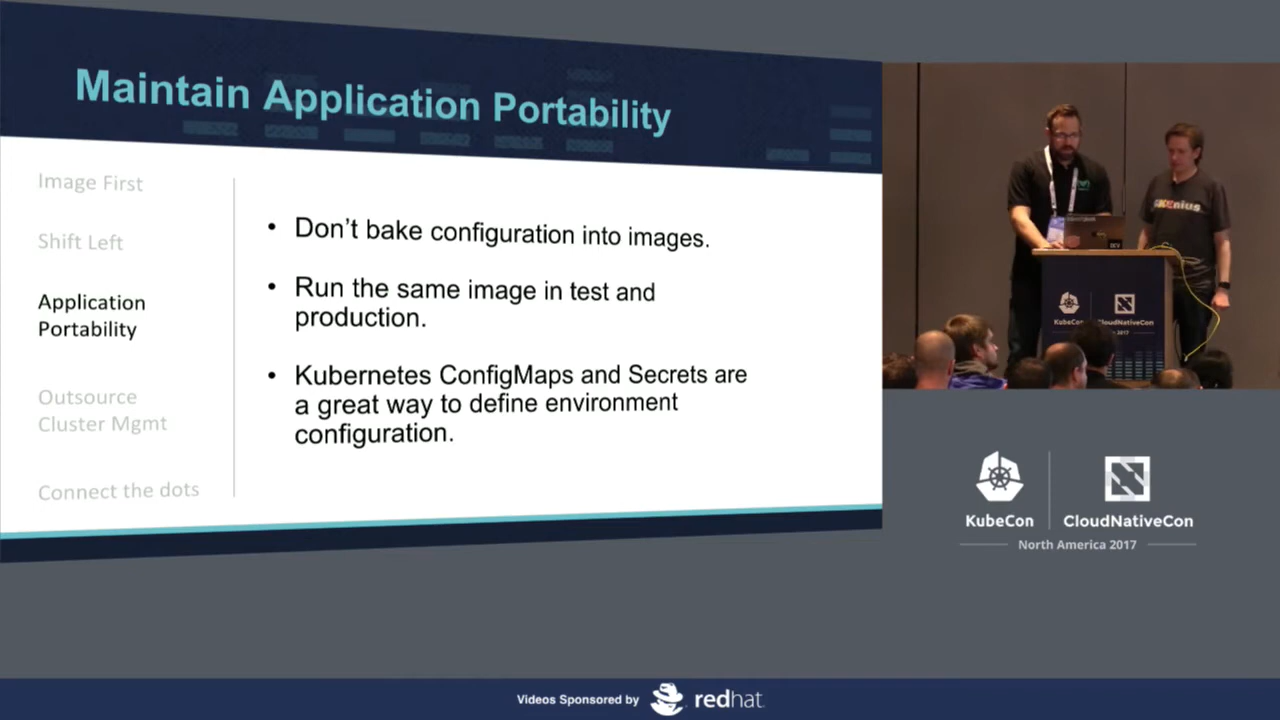 Maintain Application Portability
Image First
Shift Left
Application
Portability
Outsource
Cluster Mgmt
Connect the dots
• Don't bake configuration into images.
• Run the same image in test and
production.
• Kubernetes ConfigMaps and Secrets are
a great way to define environment
configuration.
KubeCon
CloudNativeCon
North America 2017
Videos Sponsored by
redhat